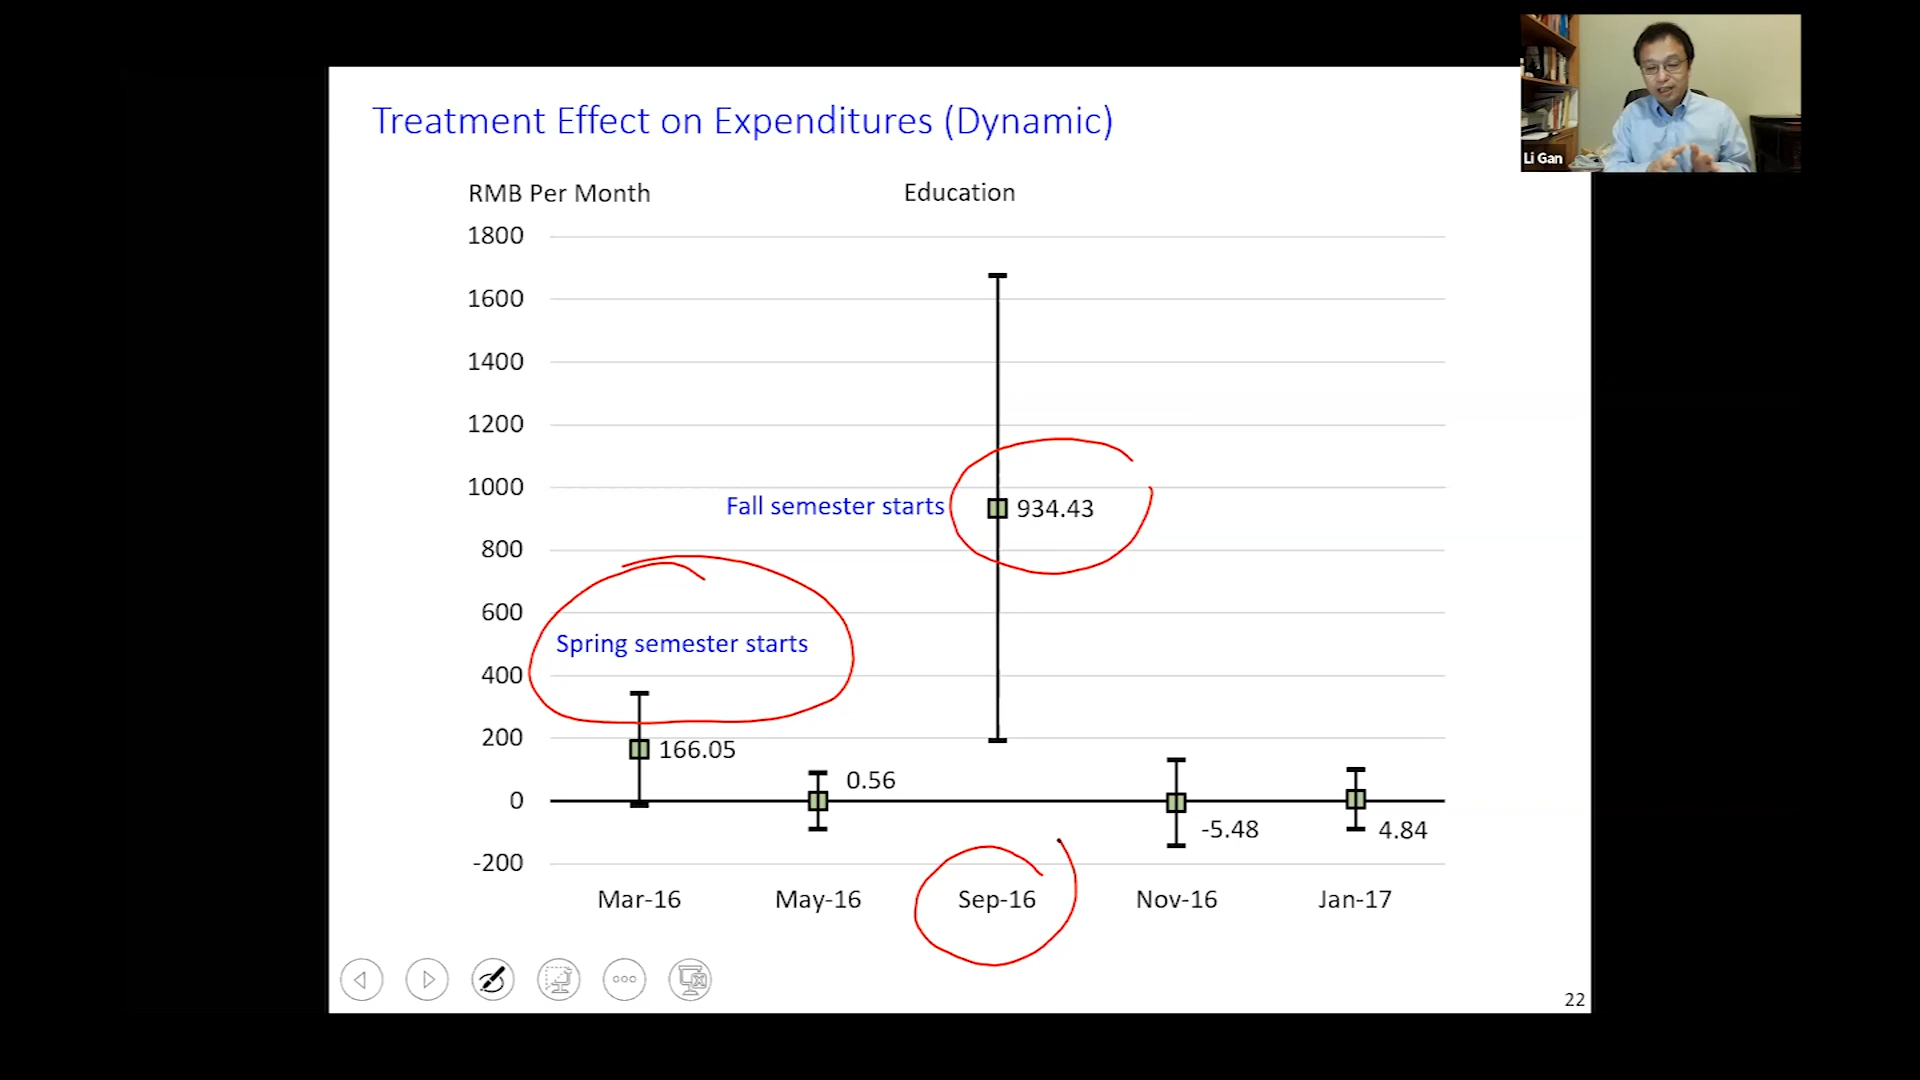 Li Gan
Treatment Effect on Expenditures (Dynamic)
RMB Per Month
Education
1800
1600
1400
1200
1000
Fall semester starts
934.43
800
600
Spring semester starts
400
200
166.05
0.56
0
-5.48
4.84
-200
Mar-16
May-16
Sep-16
Nov-16
Jan-17
22